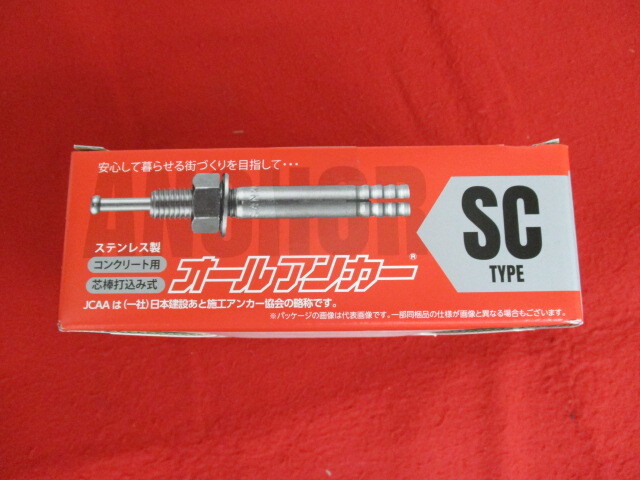 安心して暮らせる街づくりを目指して･･･
ANCHOR
ステンレス製
コンクリート用
芯棒打込み式
オールアンカー®
SC
TYPE
JCAAは(一社)日本建設あと施工アンカー協会の略称です。
※パッケージの画像は代表画像です。一部同梱品の仕様が画像と異なる場合もございます。